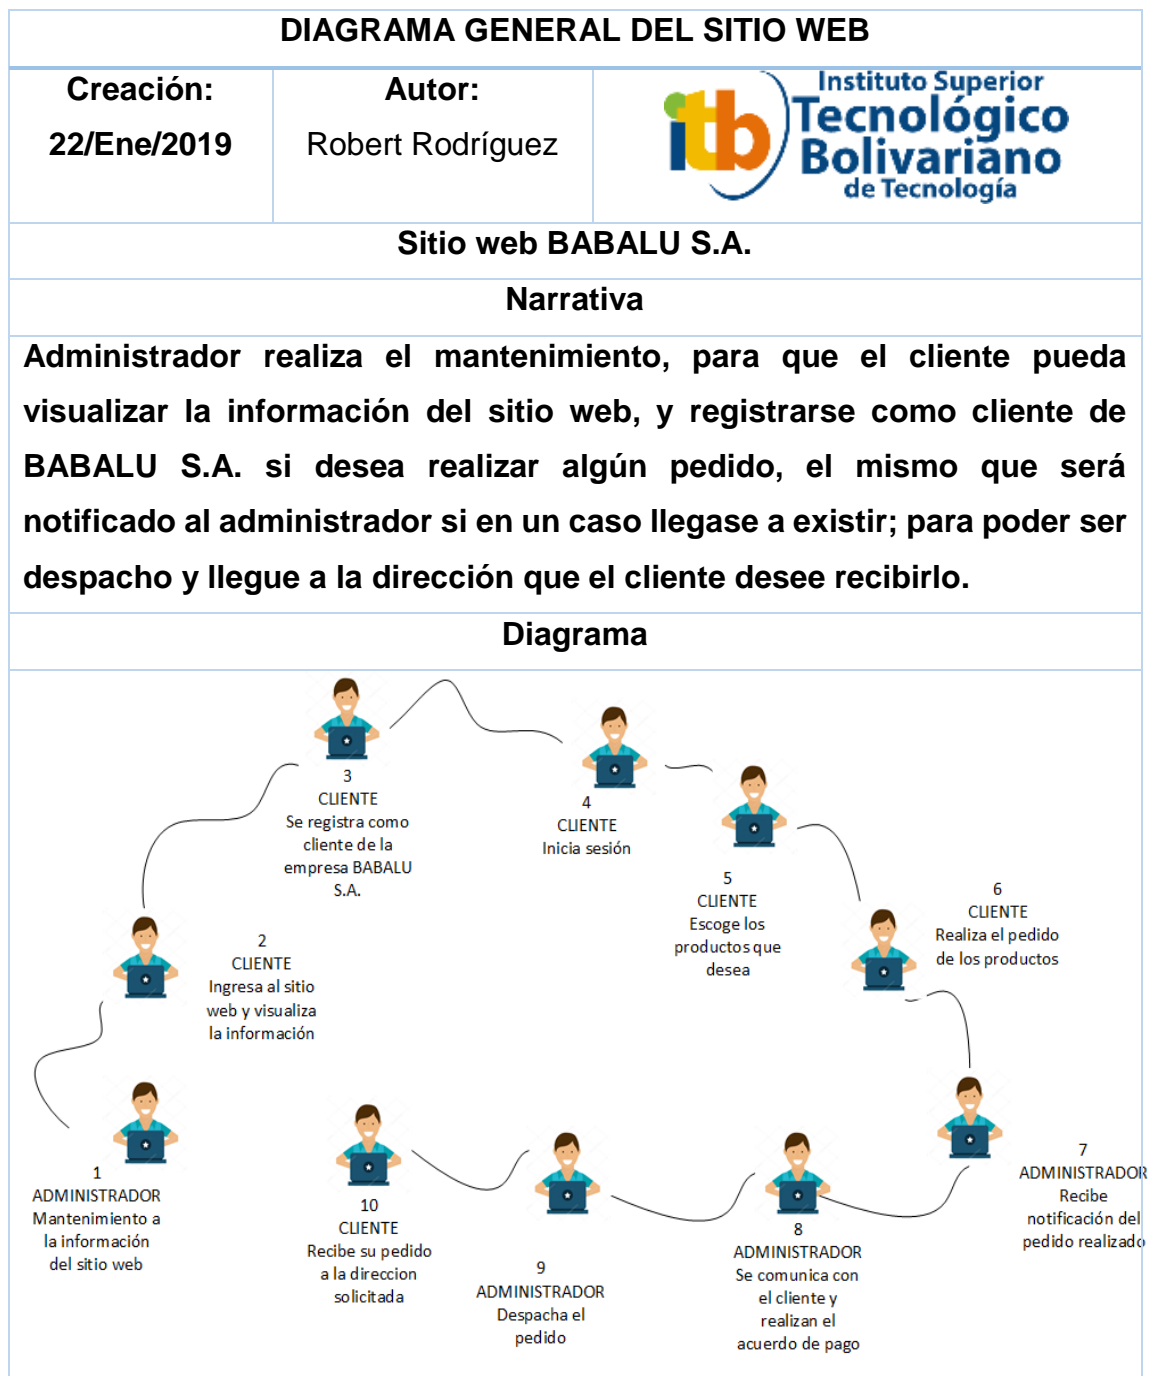 DIAGRAMA GENERAL DEL SITIO WEB
Creación:
22/Ene/2019
Autor:
Robert Rodríguez
itb
Instituto Superior
Tecnológico
Bolivariano
de Tecnología
Sitio web BABALU S.A.
Narrativa
Administrador realiza el mantenimiento, para que el cliente pueda
visualizar la información del sitio web, y registrarse como cliente de
BABALU S.A. si desea realizar algún pedido, el mismo que será
notificado al administrador si en un caso llegase a existir; para poder ser
despacho y llegue a la dirección que el cliente desee recibirlo.
Diagrama
1
ADMINISTRADOR
Mantenimiento a
la información
del sitio web
2
CLIENTE
Ingresa al sitio
web y visualiza
la información
3
CLIENTE
Se registra como
cliente de la
empresa BABALU
S.A.
4
CLIENTE
Inicia sesión
5
CLIENTE
Escoge los
productos que
desea
6
CLIENTE
Realiza el pedido
de los productos
7
ADMINISTRADOR
Recibe
notificación del
pedido realizado
8
ADMINISTRADOR
Se comunica con
el cliente y
realizan el
acuerdo de pago
9
ADMINISTRADOR
Despacha el
pedido
10
CLIENTE
Recibe su pedido
a la direccion
solicitada